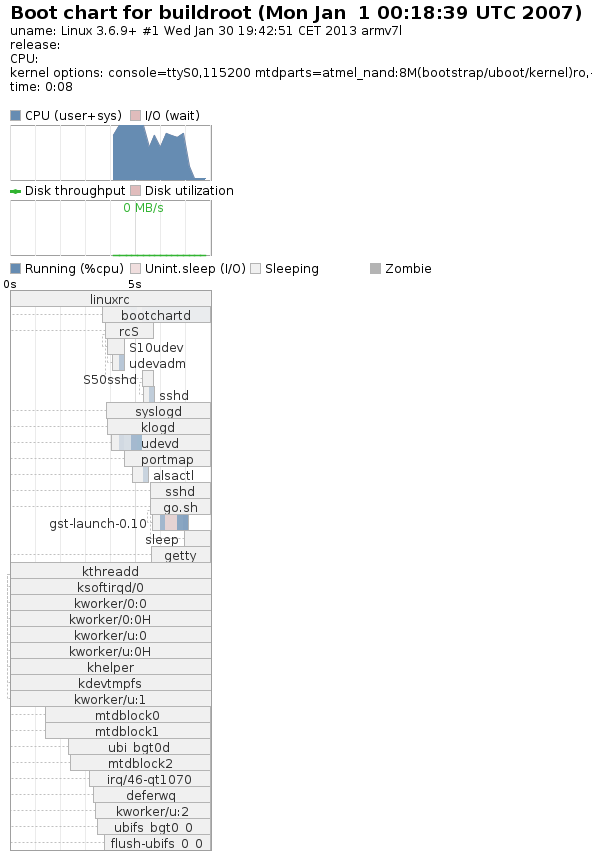 Boot chart for buildroot (Mon Jan  1 00:18:39 UTC 2007)
uname: Linux 3.6.9+ #1 Wed Jan 30 19:42:51 CET 2013 armv7l
release:
CPU:
kernel options: console=ttyS0,115200 mtdparts=atmel_nand:8M(bootstrap/uboot/kernel)ro,-
time: 0:08
CPU (user+sys) I/O (wait)
Disk throughput Disk utilization
0 MB/s
Running (%cpu) Unint.sleep (I/O) Sleeping Zombie
0s 5s
linuxrc
bootchartd
rcS
S10udev
udevadm
S50sshd
sshd
syslogd
klogd
udevd
portmap
alsactl
sshd
go.sh
gst-launch-0.10
sleep
getty
kthreadd
ksoftirqd/0
kworker/0:0
kworker/0:0H
kworker/u:0
kworker/u:0H
khelper
kdevtmpfs
kworker/u:1
mtdblock0
mtdblock1
ubi_bgt0d
mtdblock2
irq/46-qt1070
deferwq
kworker/u:2
ubifs_bgt0_0
flush-ubifs_0_0